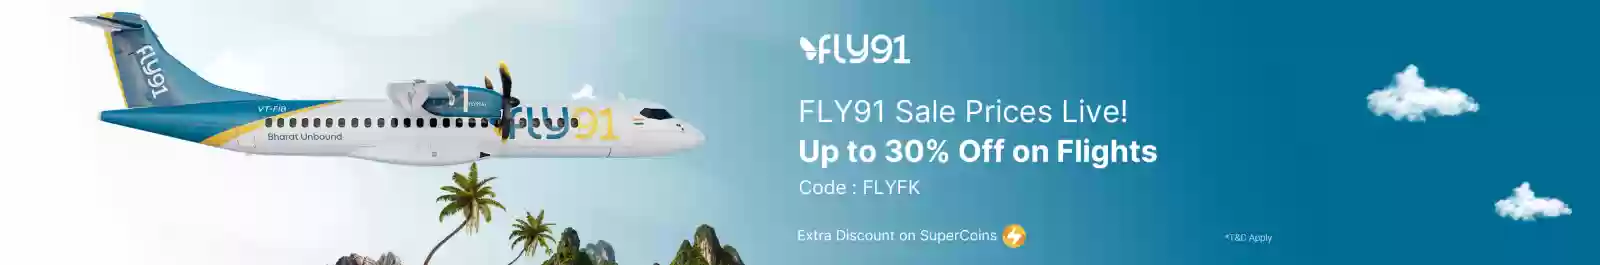 FLY91
VT-FIB
Bharat Unbound
fly91
fly91
FLY91 Sale Prices Live!
Up to 30% Off on Flights
Code : FLYFK
Extra Discount on SuperCoins
*T&C Apply